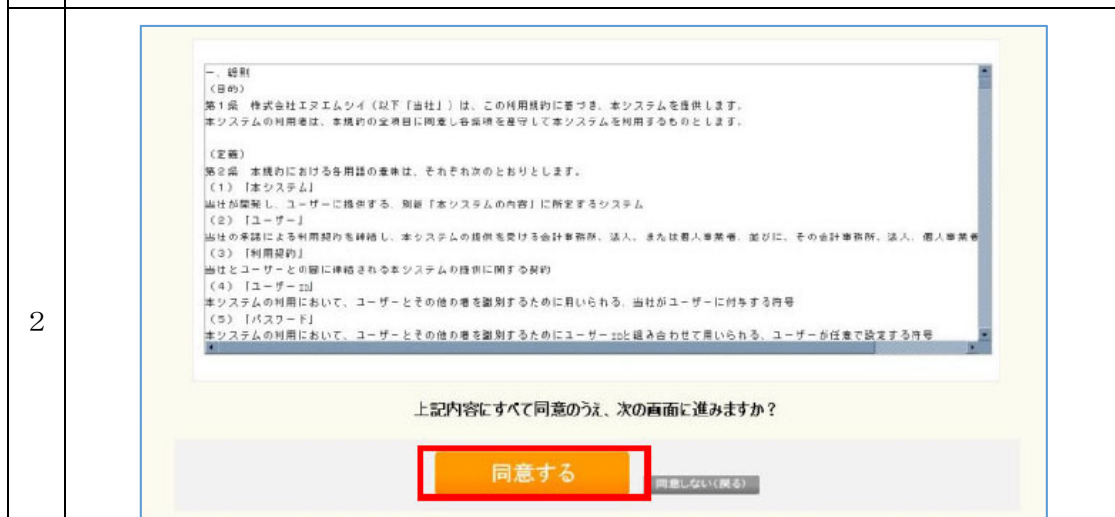 2
一、総則
（目的）
第1条　株式会社エヌエムシイ（以下「当社」）は、この利用規約に基づき、本システムを提供します。
本システムの利用者は、本規約の全項目に同意し各条項を遵守して本システムを利用するものとします。
（定義）
第2条　本規約における各用語の意味は、それぞれ次のとおりとします。
（1）「本システム」
当社が開発し、ユーザーに提供する、別紙「本システムの内容」に所定するシステム
（2）「ユーザー」
当社の承諾による利用契約を締結し、本システムの提供を受ける会計事務所、法人、または個人事業者、並びに、その会計事務所、法人、個人事業者
（3）「利用契約」
当社とユーザーとの間に締結される本システムの提供に関する契約
（4）「ユーザーID」
本システムの利用において、ユーザーとその他の者を識別するために用いられる、当社がユーザーに付与する符号
（5）「パスワード」
本システムの利用において、ユーザーとその他の者を識別するためにユーザーIDと組み合わせて用いられる、ユーザーが任意で設定する符号
上記内容にすべて同意のうえ、次の画面に進みますか？
同意する
同意しない（戻る）